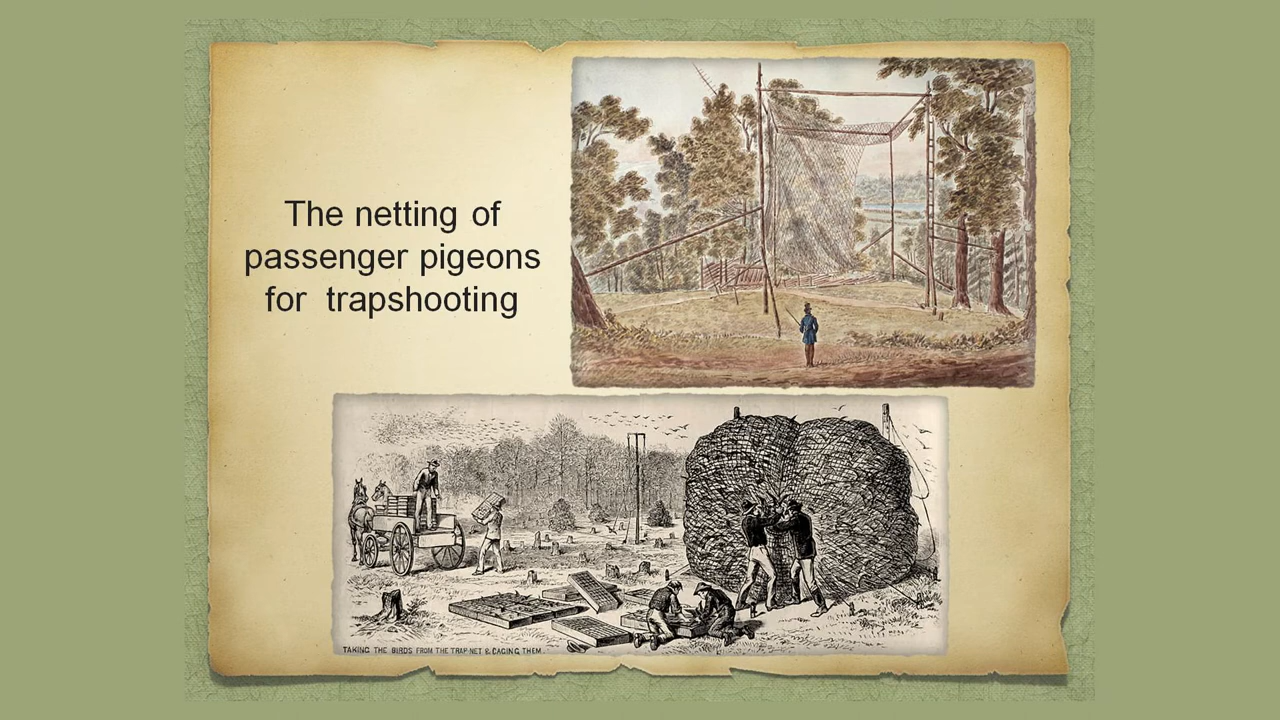 The netting of
passenger pigeons
for trapshooting
TAKING THE BIRDS FROM THE TRAP-NET & CAGING THEM